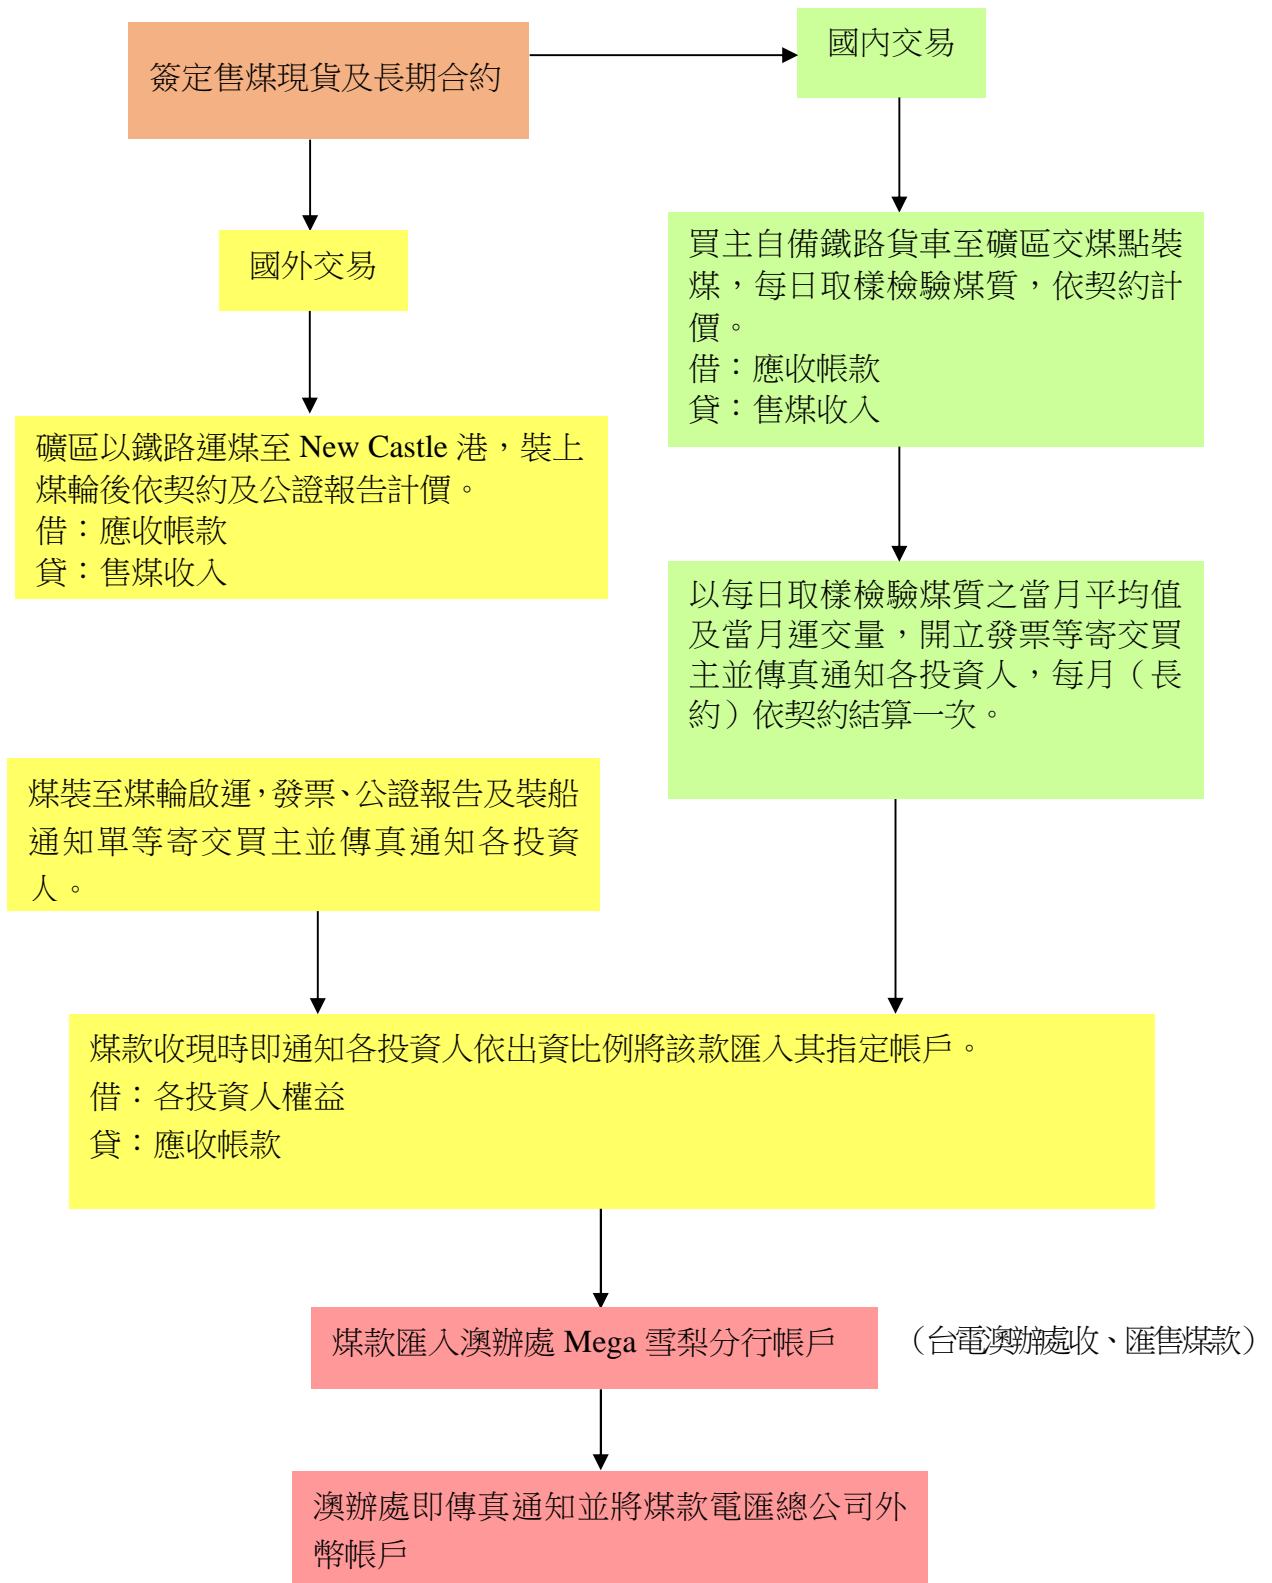 簽定售煤現貨及長期合約
國內交易
國外交易
買主自備鐵路貨車至礦區交煤點裝
煤，每日取樣檢驗煤質，依契約計
價。
借：應收帳款
貸：售煤收入
礦區以鐵路運煤至 New Castle 港，裝上
煤輪後依契約及公證報告計價。
借：應收帳款
貸：售煤收入
以每日取樣檢驗煤質之當月平均值
及當月運交量，開立發票等寄交買
主並傳真通知各投資人，每月（長
約）依契約結算一次。
煤裝至煤輪啟運，發票、公證報告及裝船
通知單等寄交買主並傳真通知各投資
人。
煤款收現時即通知各投資人依出資比例將該款匯入其指定帳戶。
借：各投資人權益
貸：應收帳款
煤款匯入澳辦處 Mega 雪梨分行帳戶
（台電澳辦處收、匯售煤款）
澳辦處即傳真通知並將煤款電匯總公司外
幣帳戶